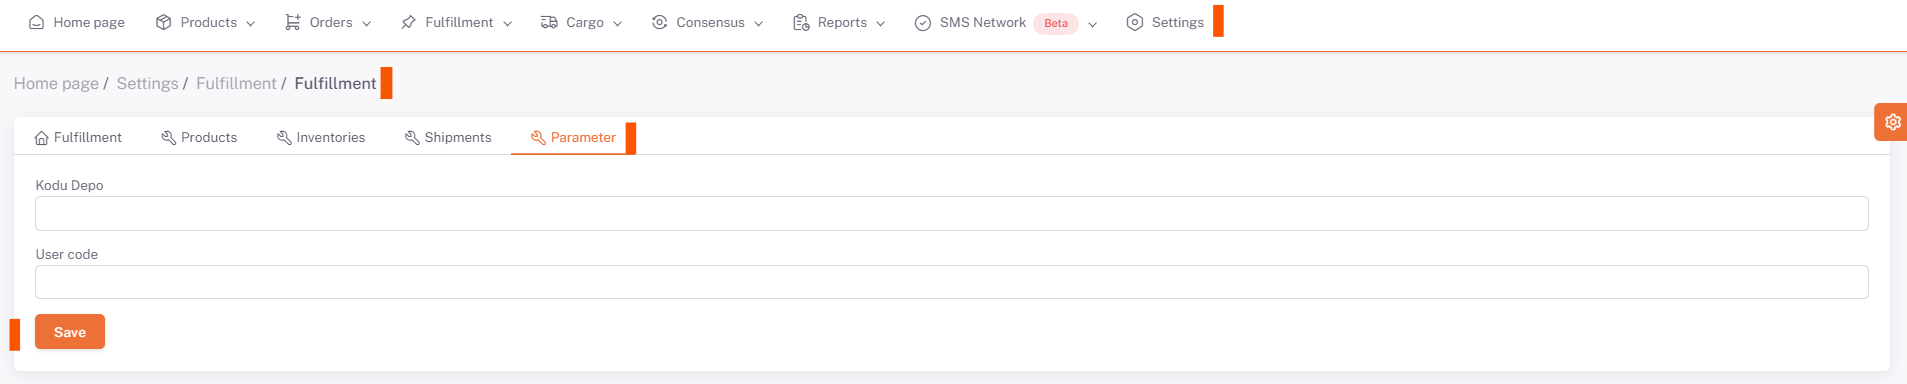 Home page Products Orders Fulfillment Cargo Consensus Reports SMS Network Beta Settings
Home page / Settings / Fulfillment / Fulfillment
Fulfillment Products Inventories Shipments Parameter
Kodu Depo
User code
Save